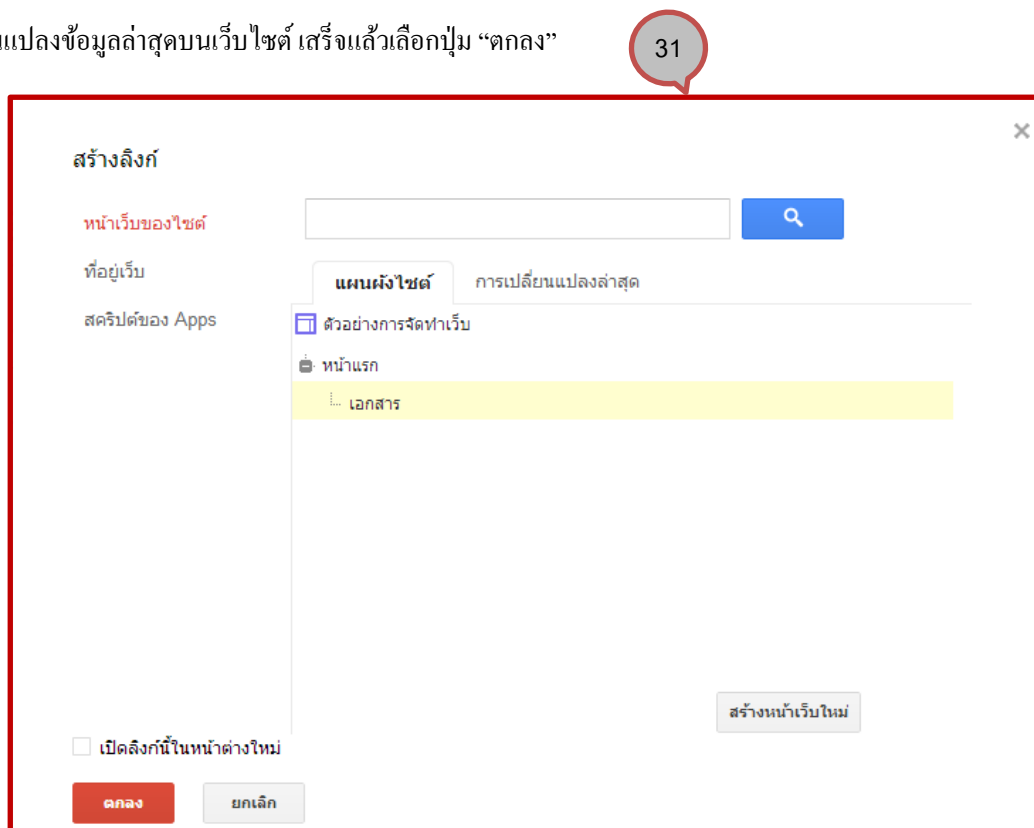 แปลงข้อมูลล่าสุดบนเว็บไซต์ เสร็จแล้วเลือกปุ่ม “ตกลง”
31
สร้างลิงก์
หน้าเว็บของไซต์
ที่อยู่เว็บ
แผนผังไซต์ การเปลี่ยนแปลงล่าสุด
สคริปต์ของ Apps
ตัวอย่างการจัดทำเว็บ
หน้าแรก
เอกสาร
สร้างหน้าเว็บใหม่
เปิดลิงก์นี้ในหน้าต่างใหม่
ตกลง ยกเลิก